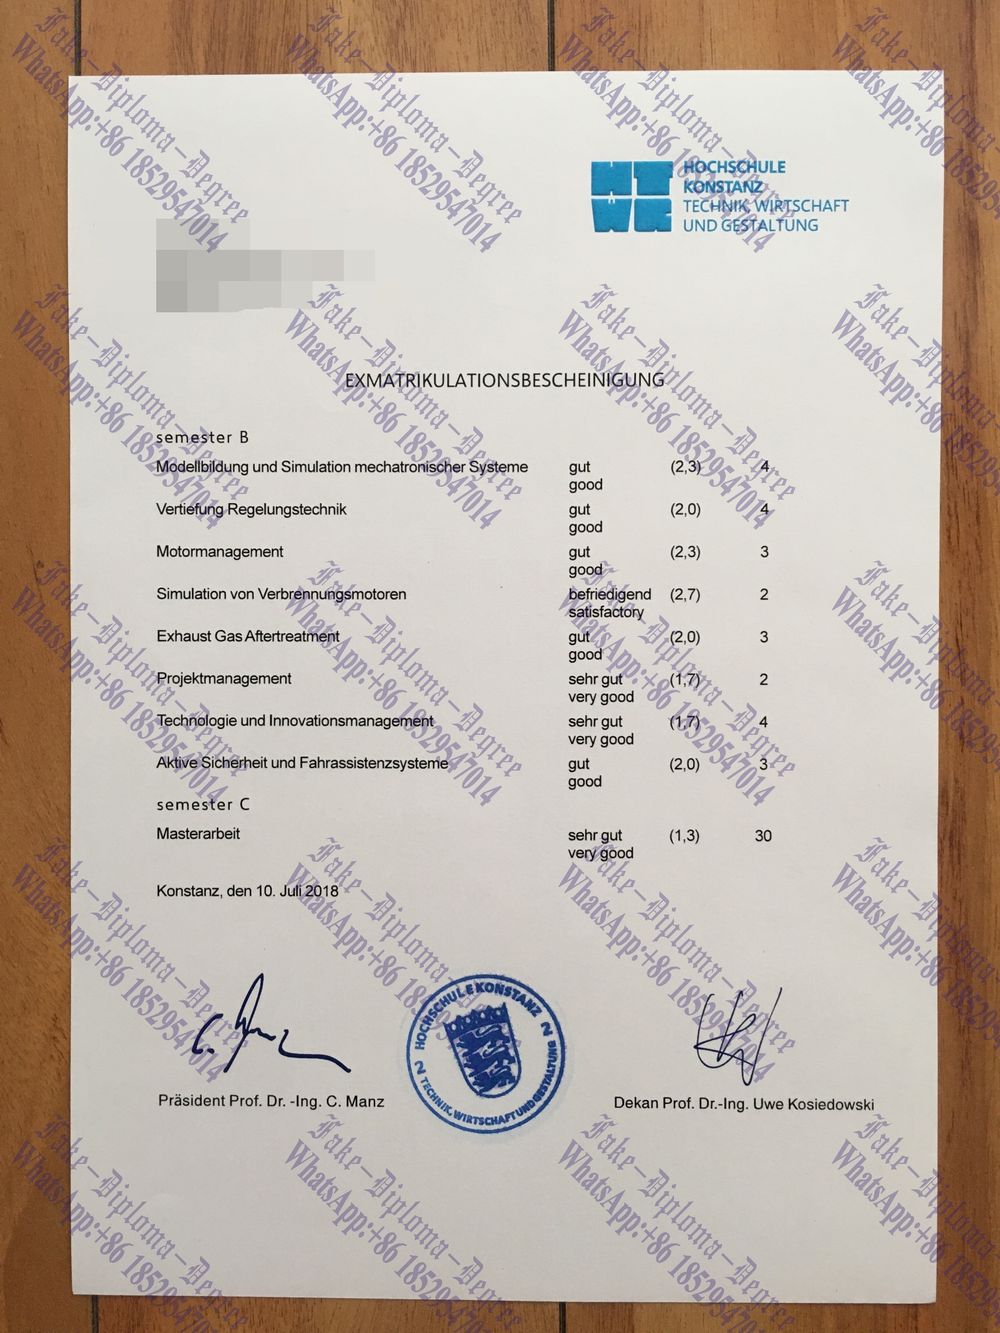 HT
WG
HOCHSCHULE
KONSTANZ
TECHNIK, WIRTSCHAFT
UND GESTALTUNG
EXMATRIKULATIONSBESCHEINIGUNG
semester B
Modellbildung und Simulation mechatronischer Systeme gut (2,3) 4
good
Vertiefung Regelungstechnik gut (2,0) 4
good
Motormanagement gut (2,3) 3
good
Simulation von Verbrennungsmotoren befriedigend (2,7) 2
satisfactory
Exhaust Gas Aftertreatment gut (2,0) 3
good
Projektmanagement sehr gut (1,7) 2
very good
Technologie und Innovationsmanagement sehr gut (1,7) 4
very good
Aktive Sicherheit und Fahrassistenzsysteme gut (2,0) 3
good
semester C
Masterarbeit sehr gut (1,3) 30
very good
Konstanz, den 10. Juli 2018
HOCHSCHULE KONSTANZ
TECHNIK, WIRTSCHAFT UND GESTALTUNG
2 2
Präsident Prof. Dr. -Ing. C. Manz
Dekan Prof. Dr.-Ing. Uwe Kosiedowski
Fake-Diploma-Degree
WhatsApp:+86 18529547014